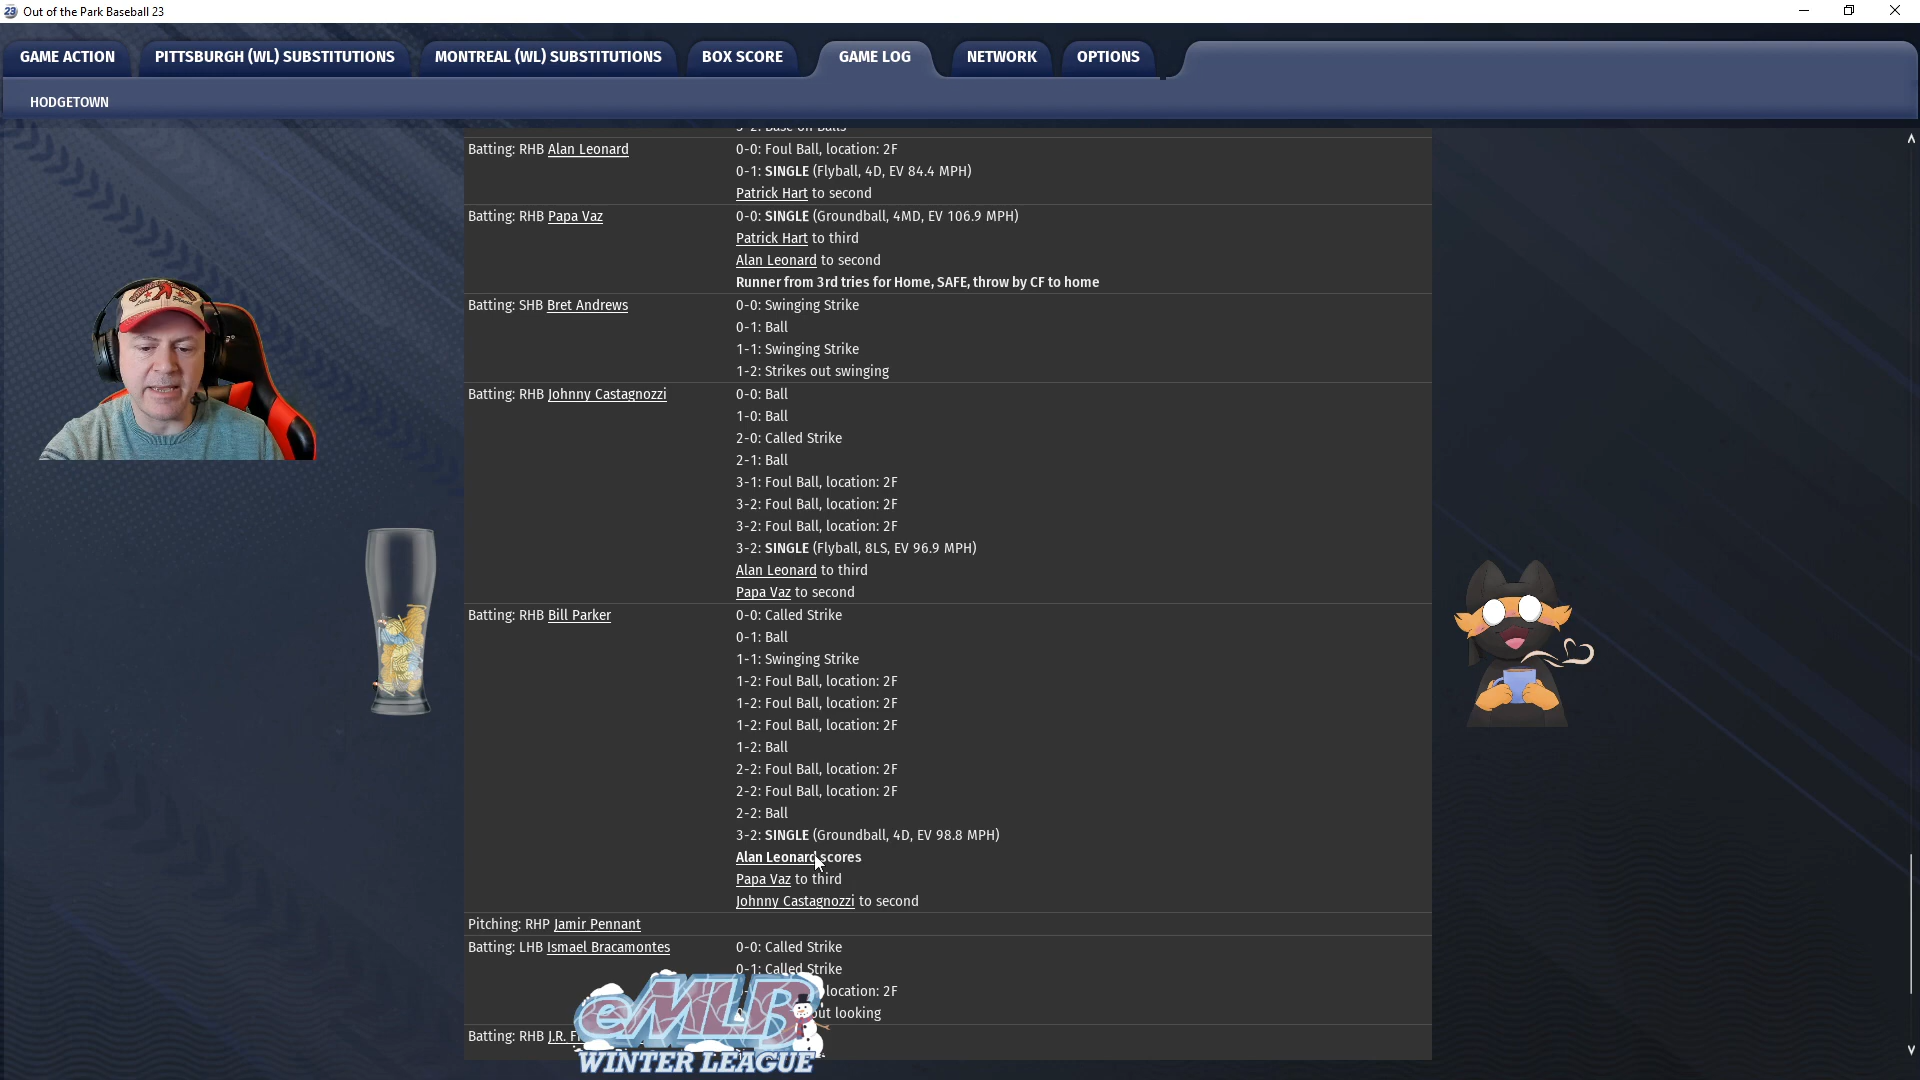 23 Out of the Park Baseball 23
GAME ACTION
PITTSBURGH (WL) SUBSTITUTIONS
MONTREAL (WL) SUBSTITUTIONS
BOX SCORE
GAME LOG
NETWORK
OPTIONS
HODGETOWN
3-2: Base on Balls
Batting: RHB Alan Leonard
0-0: Foul Ball, location: 2F
0-1: SINGLE (Flyball, 4D, EV 84.4 MPH)
Patrick Hart to second
Batting: RHB Papa Vaz
0-0: SINGLE (Groundball, 4MD, EV 106.9 MPH)
Patrick Hart to third
Alan Leonard to second
Runner from 3rd tries for Home, SAFE, throw by CF to home
Batting: SHB Bret Andrews
0-0: Swinging Strike
0-1: Ball
1-1: Swinging Strike
1-2: Strikes out swinging
Batting: RHB Johnny Castagnozzi
0-0: Ball
1-0: Ball
2-0: Called Strike
2-1: Ball
3-1: Foul Ball, location: 2F
3-2: Foul Ball, location: 2F
3-2: Foul Ball, location: 2F
3-2: SINGLE (Flyball, 8LS, EV 96.9 MPH)
Alan Leonard to third
Papa Vaz to second
Batting: RHB Bill Parker
0-0: Called Strike
0-1: Ball
1-1: Swinging Strike
1-2: Foul Ball, location: 2F
1-2: Foul Ball, location: 2F
1-2: Foul Ball, location: 2F
1-2: Ball
2-2: Foul Ball, location: 2F
2-2: Foul Ball, location: 2F
2-2: Ball
3-2: SINGLE (Groundball, 4D, EV 98.8 MPH)
Alan Leonard scores
Papa Vaz to third
Johnny Castagnozzi to second
Pitching: RHP Jamir Pennant
Batting: LHB Ismael Bracamontes
0-0: Called Strike
0-1: Called Strike
location: 2F
out looking
Batting: RHB J.R.
eMLB
WINTER LEAGUE